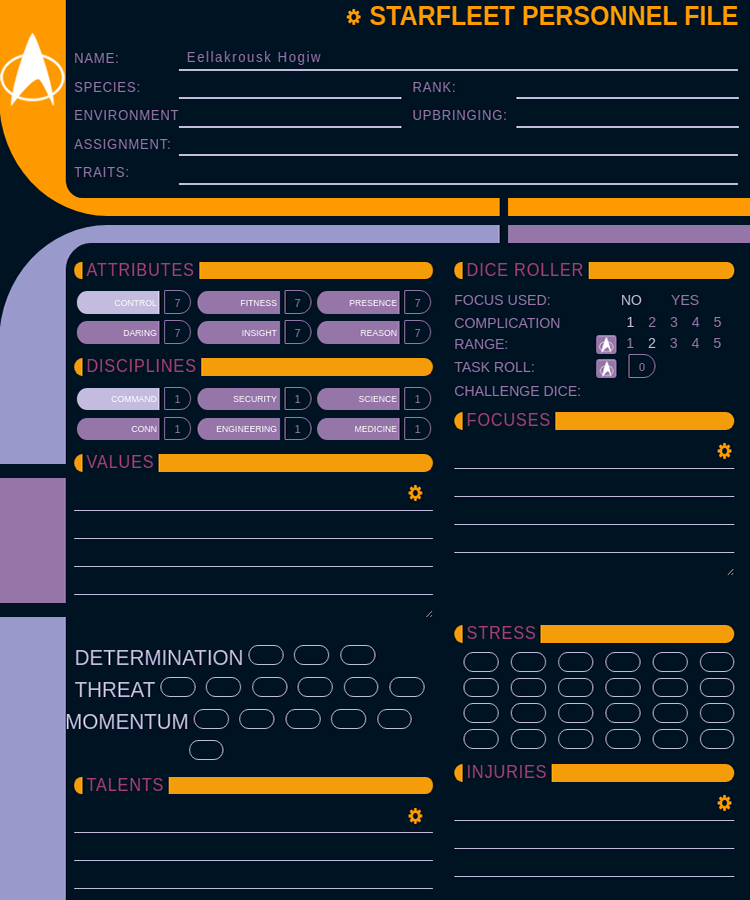 STARFLEET PERSONNEL FILE
NAME: Eellakrousk Hogiw
SPECIES: RANK:
ENVIRONMENT UPBRINGING:
ASSIGNMENT:
TRAITS:
ATTRIBUTES
CONTROL 7 FITNESS 7 PRESENCE 7
DARING 7 INSIGHT 7 REASON 7
DISCIPLINES
COMMAND 1 SECURITY 1 SCIENCE 1
CONN 1 ENGINEERING 1 MEDICINE 1
VALUES
DETERMINATION
THREAT
MOMENTUM
TALENTS
DICE ROLLER
FOCUS USED: NO YES
COMPLICATION 1 2 3 4 5
RANGE: 1 2 3 4 5
TASK ROLL: 0
CHALLENGE DICE:
FOCUSES
STRESS
INJURIES